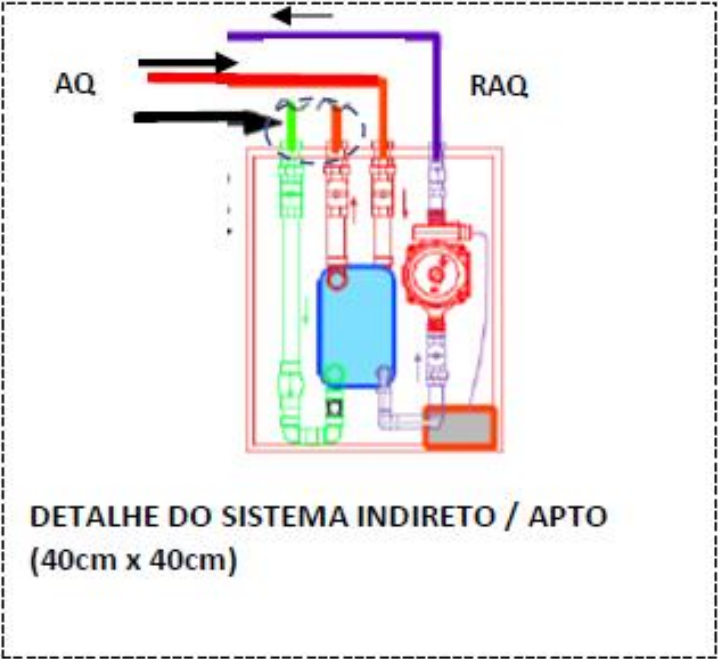 AQ
RAQ
DETALHE DO SISTEMA INDIRETO / APTO
(40cm x 40cm)